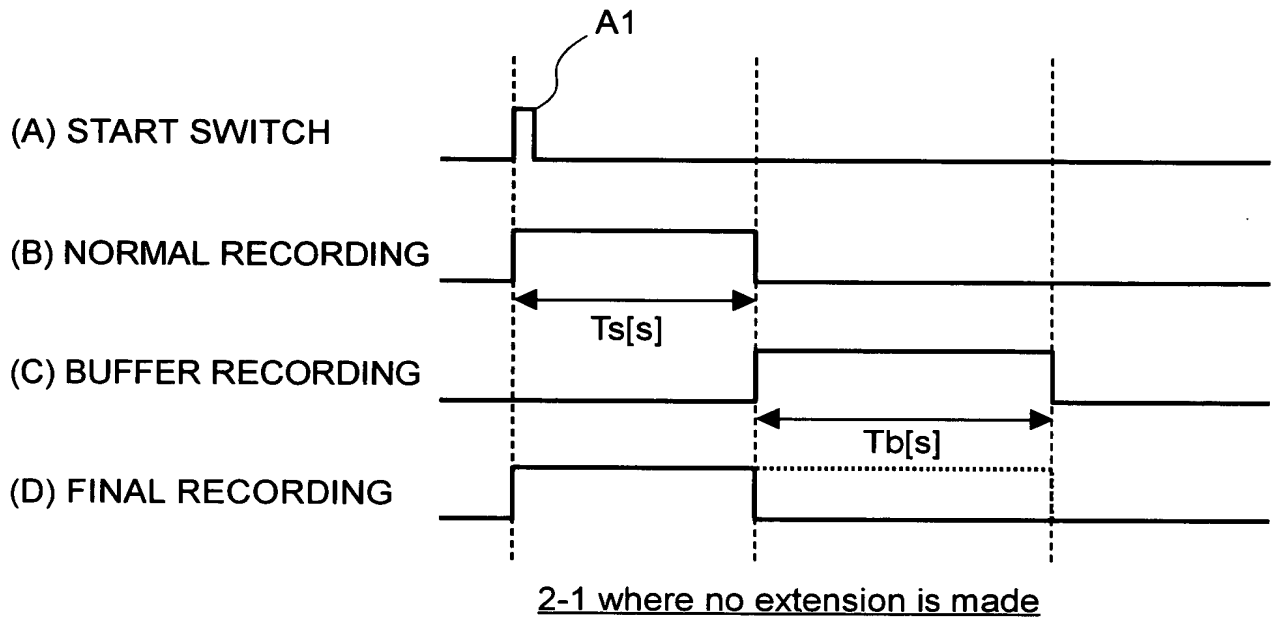 A1
(A) START SWITCH
(B) NORMAL RECORDING
Ts[s]
(C) BUFFER RECORDING
Tb[s]
(D) FINAL RECORDING
2-1 where no extension is made